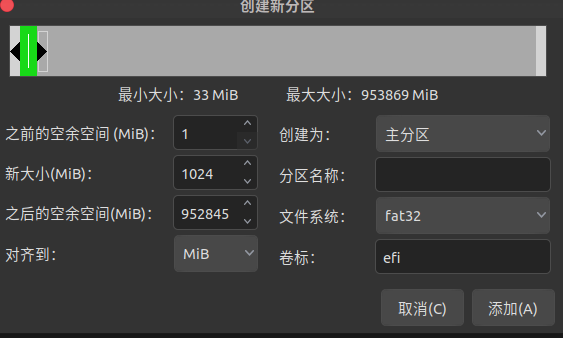 创建新分区
最小大小：33 MiB 最大大小：953869 MiB
之前的空余空间 (MiB)： 1 创建为： 主分区
新大小(MiB)： 1024 分区名称：
之后的空余空间(MiB)： 952845 文件系统： fat32
对齐到： MiB 卷标： efi
取消(C) 添加(A)